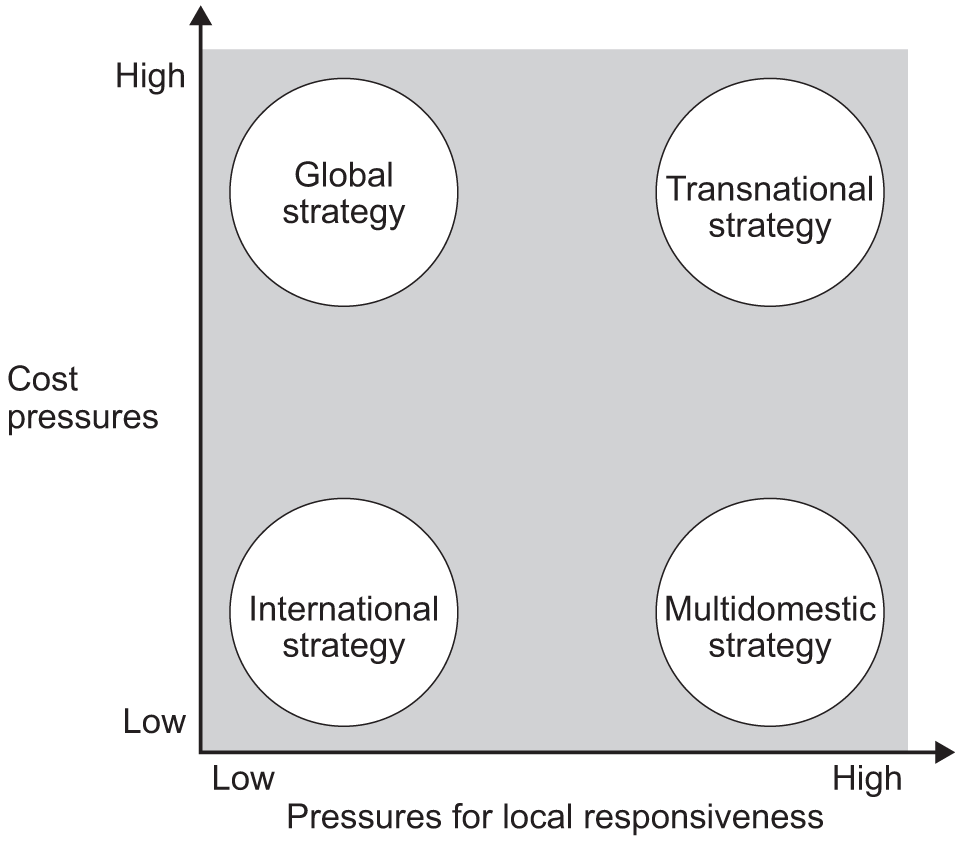 High
Global
strategy
Transnational
strategy
Cost
pressures
International
strategy
Multidomestic
strategy
Low
Low
High
Pressures for local responsiveness